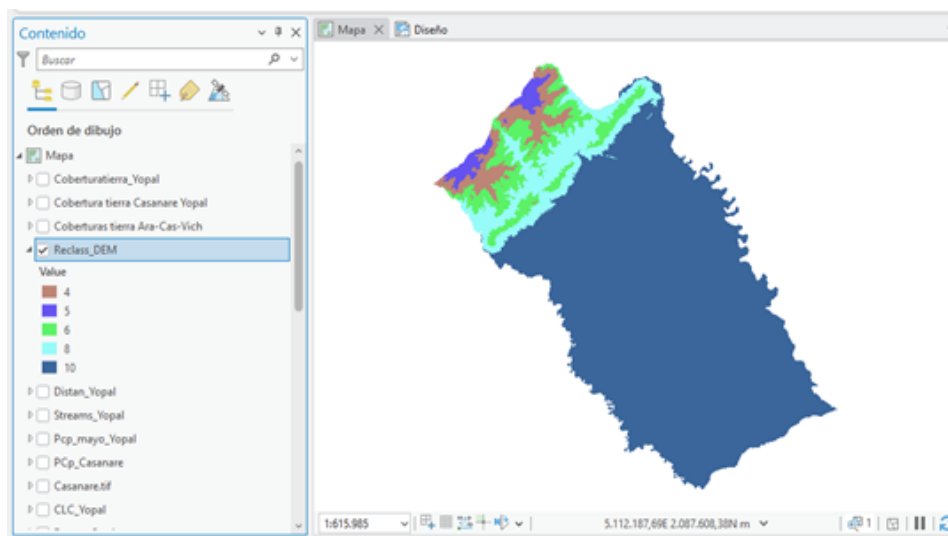 Contenido
Buscar
Orden de dibujo
Mapa
Coberturatierra_Yopal
Cobertura tierra Casanare Yopal
Coberturas tierra Ara-Cas-Vich
Reclass_DEM
Value
4
5
6
8
10
Distan_Yopal
Streams_Yopal
Pcp_mayo_Yopal
PCp_Casanare
Casanare.tif
CLC_Yopal
Mapa
Diseño
1:615.985
5.112.187,69E 2.087.608,38N m
1